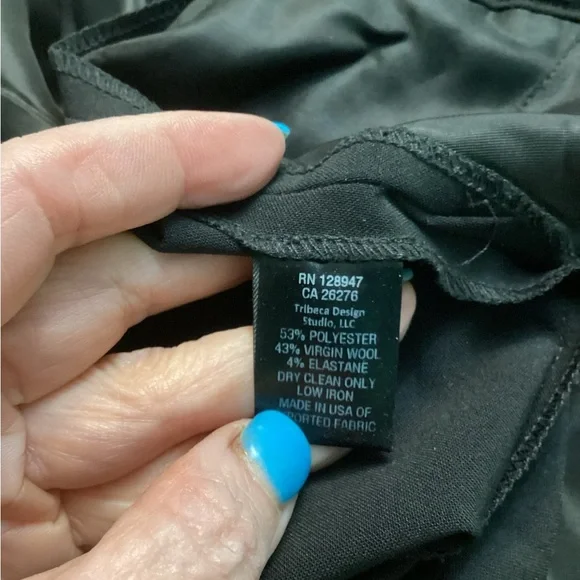 RN 128947
CA 26276
Tribeca Design
Studio, LLC
53% POLYESTER
43% VIRGIN WOOL
4% ELASTANE
DRY CLEAN ONLY
LOW IRON
MADE IN USA OF
PORTED FABRIC